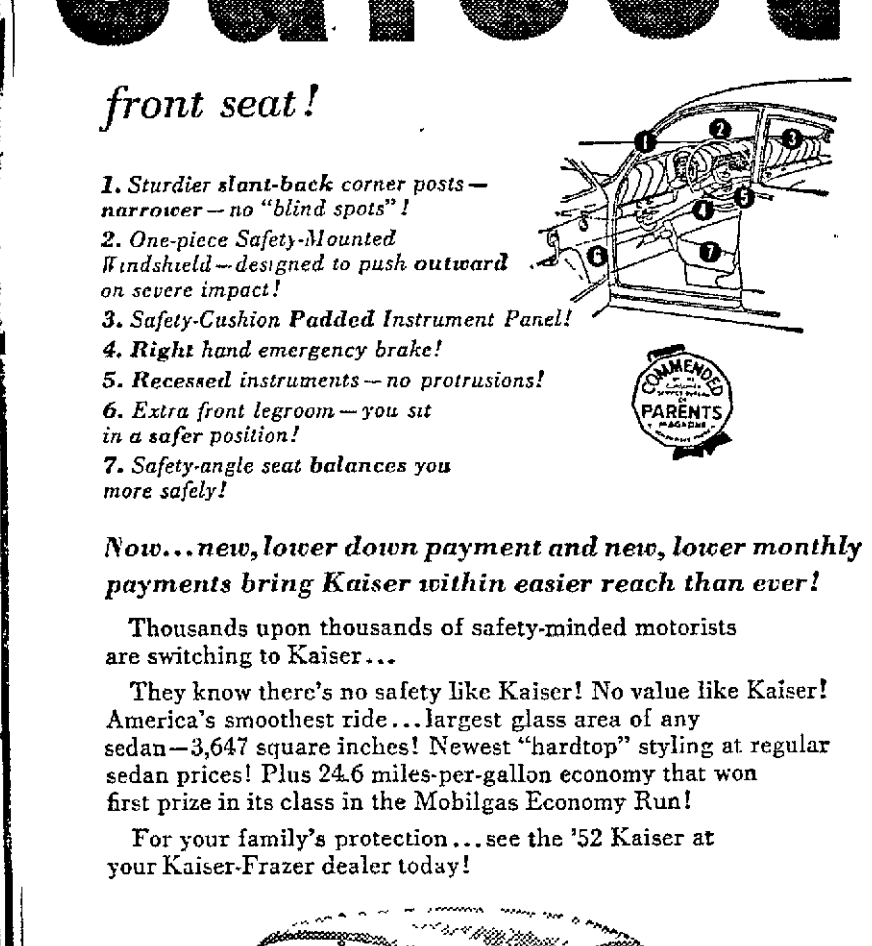 front seat!
1. Sturdier slant-back corner posts—
narrower—no "blind spots"!
2. One-piece Safety-Mounted
Windshield—designed to push outward
on severe impact!
3. Safety-Cushion Padded Instrument Panel!
4. Right hand emergency brake!
5. Recessed instruments—no protrusions!
6. Extra front legroom—you sit
in a safer position!
7. Safety-angle seat balances you
more safely!
1
2
3
4
5
6
7
COMMENDED
PARENTS
MAGAZINE
Now...new, lower down payment and new, lower monthly
payments bring Kaiser within easier reach than ever!
Thousands upon thousands of safety-minded motorists
are switching to Kaiser...
They know there's no safety like Kaiser! No value like Kaiser!
America's smoothest ride...largest glass area of any
sedan—3,647 square inches! Newest "hardtop" styling at regular
sedan prices! Plus 24.6 miles-per-gallon economy that won
first prize in its class in the Mobilgas Economy Run!
For your family's protection...see the '52 Kaiser at
your Kaiser-Frazer dealer today!